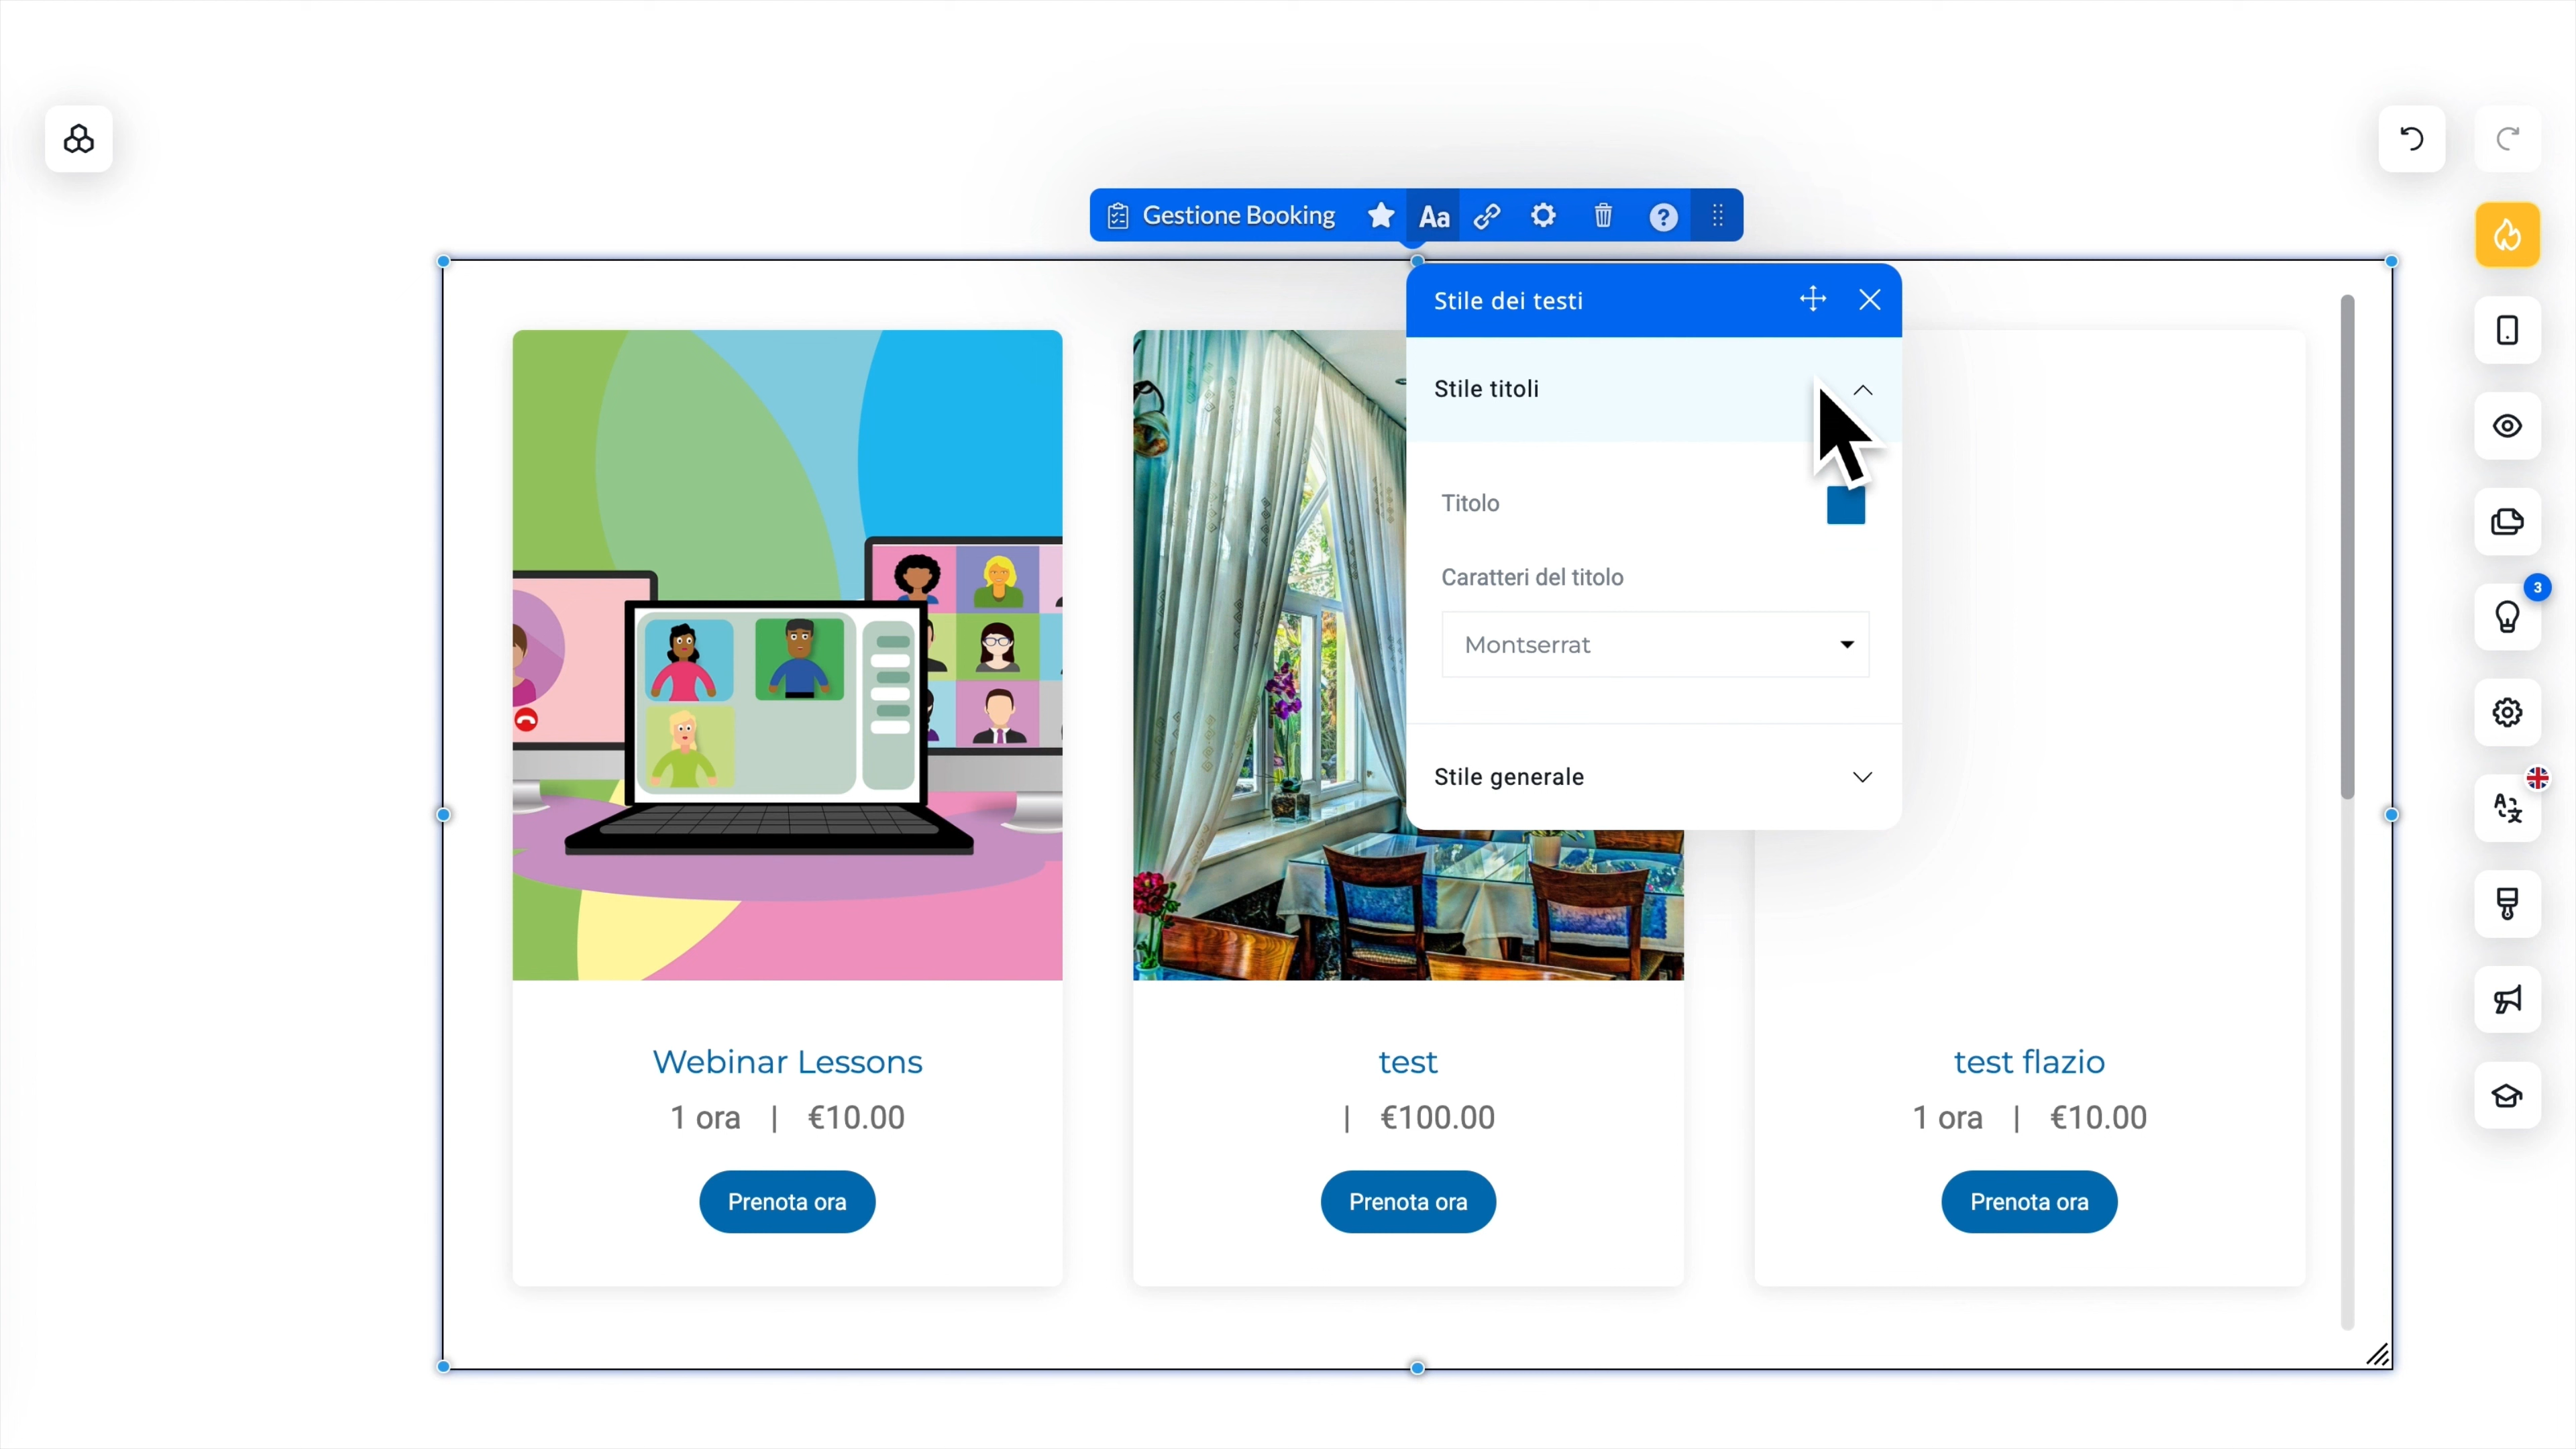 Gestione Booking
Aa
?
Stile dei testi
Stile titoli
Titolo
Caratteri del titolo
Montserrat
Stile generale
3
A
文
Webinar Lessons
1 ora | €10.00
Prenota ora
test
| €100.00
Prenota ora
test flazio
1 ora | €10.00
Prenota ora